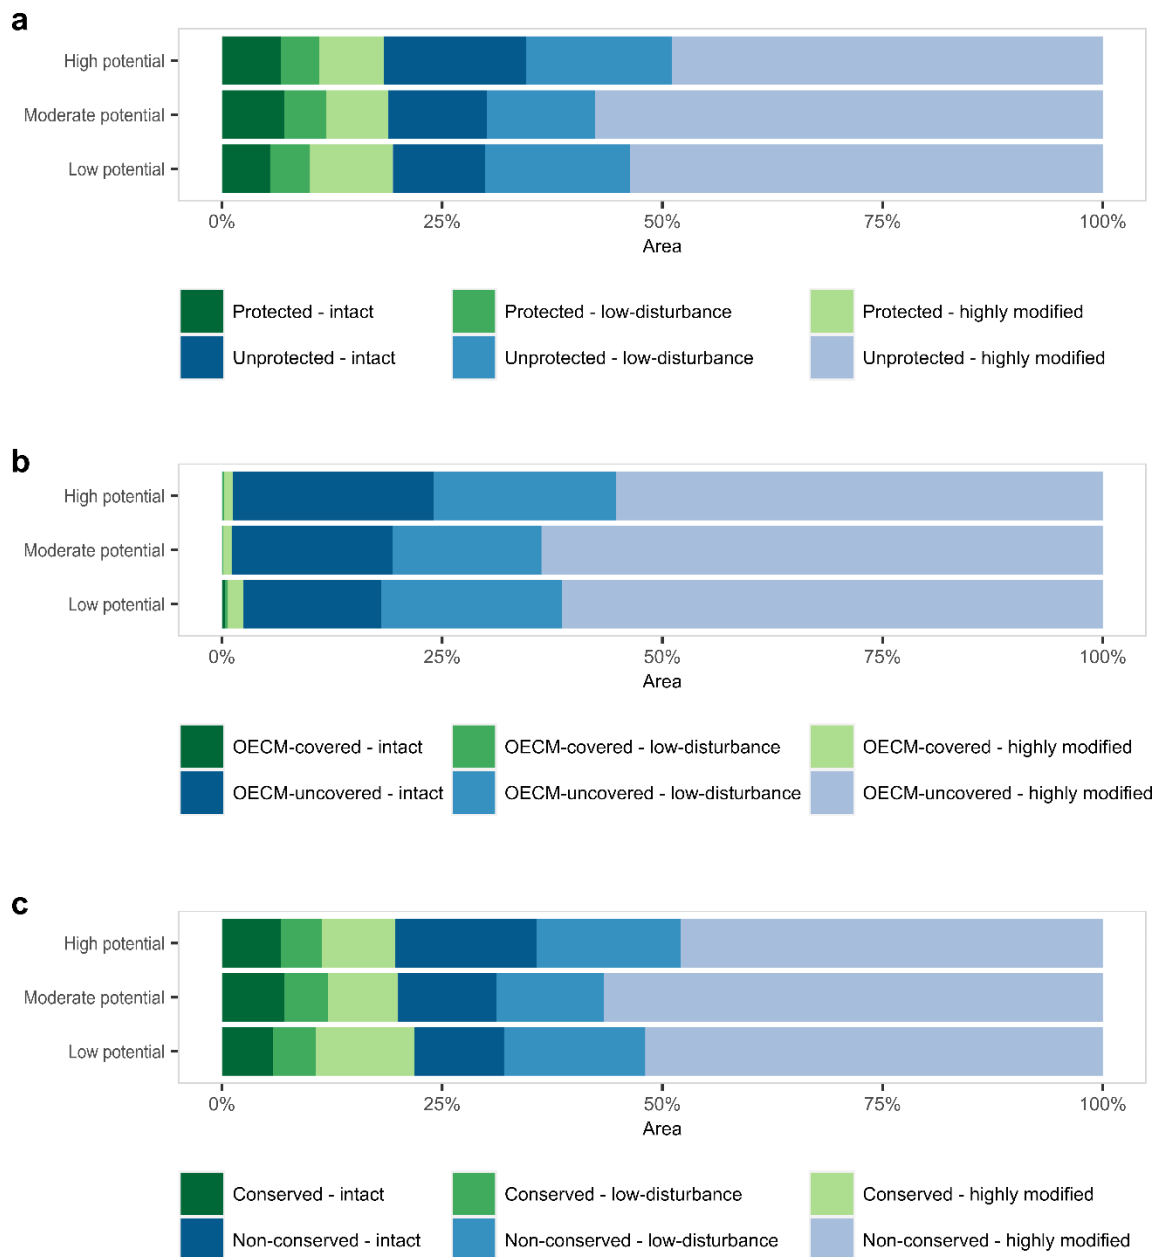 a
High potential
Moderate potential
Low potential
0% 25% 50% 75% 100%
Area
Protected - intact Protected - low-disturbance Protected - highly modified
Unprotected - intact Unprotected - low-disturbance Unprotected - highly modified
b
High potential
Moderate potential
Low potential
0% 25% 50% 75% 100%
Area
OECM-covered - intact OECM-covered - low-disturbance OECM-covered - highly modified
OECM-uncovered - intact OECM-uncovered - low-disturbance OECM-uncovered - highly modified
c
High potential
Moderate potential
Low potential
0% 25% 50% 75% 100%
Area
Conserved - intact Conserved - low-disturbance Conserved - highly modified
Non-conserved - intact Non-conserved - low-disturbance Non-conserved - highly modified